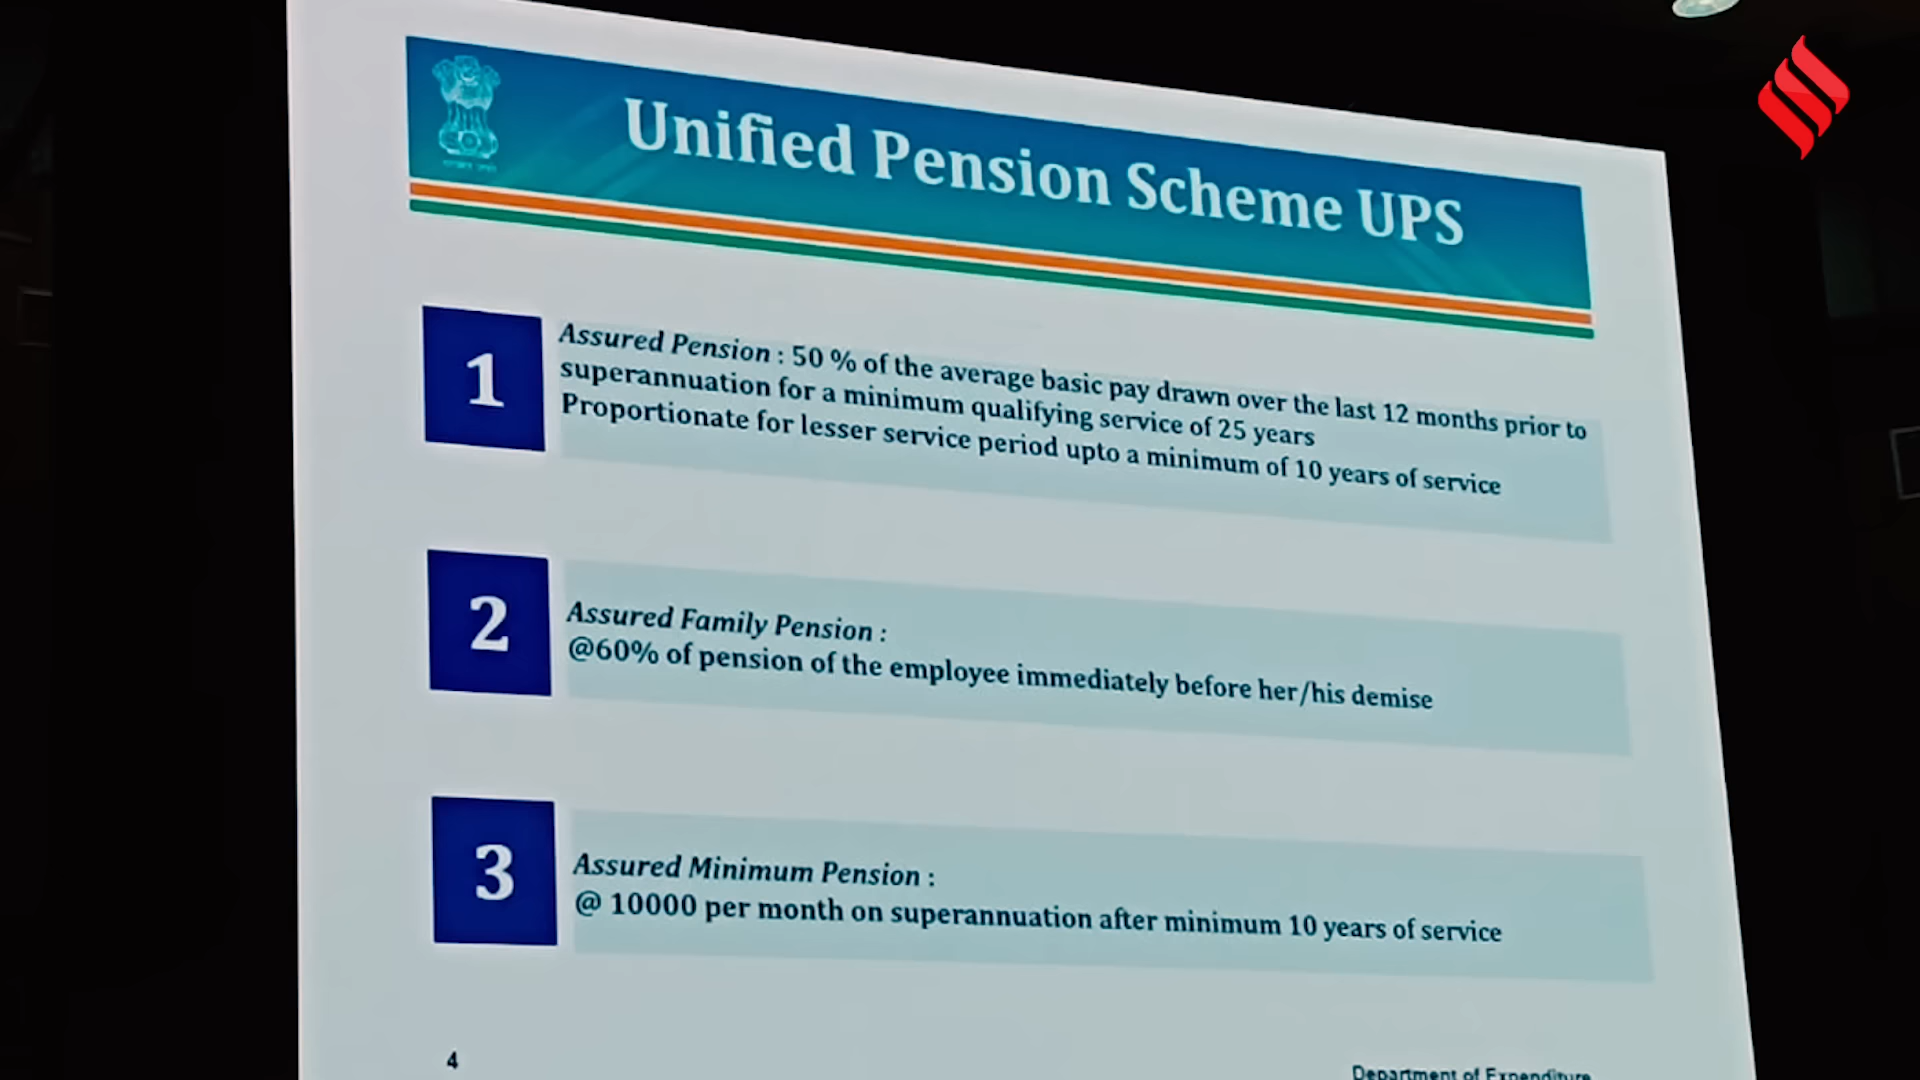 Unified Pension Scheme UPS
1
Assured Pension : 50 % of the average basic pay drawn over the last 12 months prior to
superannuation for a minimum qualifying service of 25 years
Proportionate for lesser service period upto a minimum of 10 years of service
2
Assured Family Pension :
@60% of pension of the employee immediately before her/his demise
3
Assured Minimum Pension :
@ 10000 per month on superannuation after minimum 10 years of service
4
Department of Expenditure